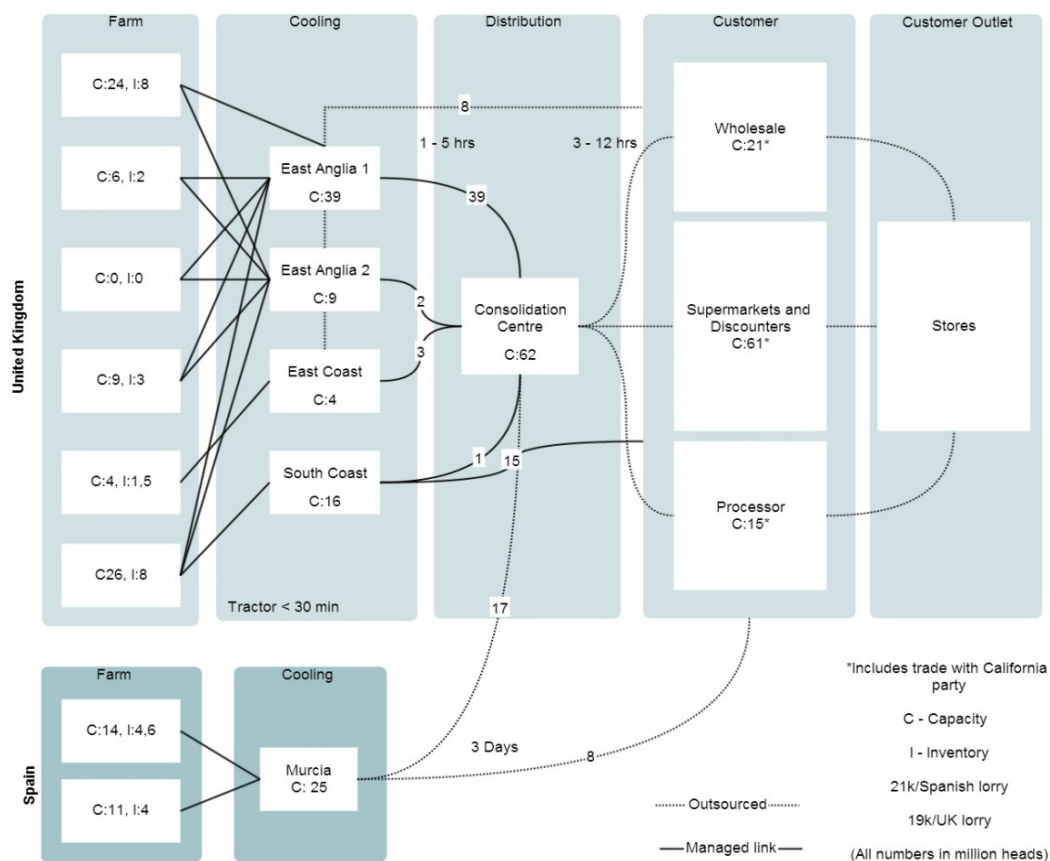 Farm
Cooling
Distribution
Customer
Customer Outlet
United Kingdom
C:24, I:8
C:6, I:2
C:0, I:0
C:9, I:3
C:4, I:1,5
C26, I:8
East Anglia 1
C:39
East Anglia 2
C:9
East Coast
C:4
South Coast
C:16
Tractor < 30 min
8
1 - 5 hrs
3 - 12 hrs
39
2
3
1
15
17
Consolidation
Centre
C:62
Wholesale
C:21*
Supermarkets and
Discounters
C:61*
Processor
C:15*
Stores
Spain
Farm
Cooling
C:14, I:4,6
C:11, I:4
Murcia
C: 25
3 Days
8
Outsourced
Managed link
*Includes trade with California
party
C - Capacity
I - Inventory
21k/Spanish lorry
19k/UK lorry
(All numbers in million heads)